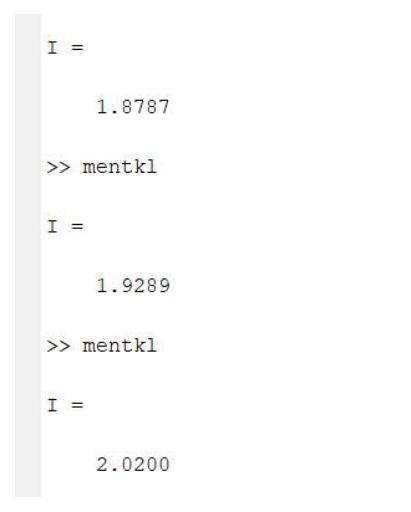 I =
1.8787
>> mentkl
I =
1.9289
>> mentkl
I =
2.0200